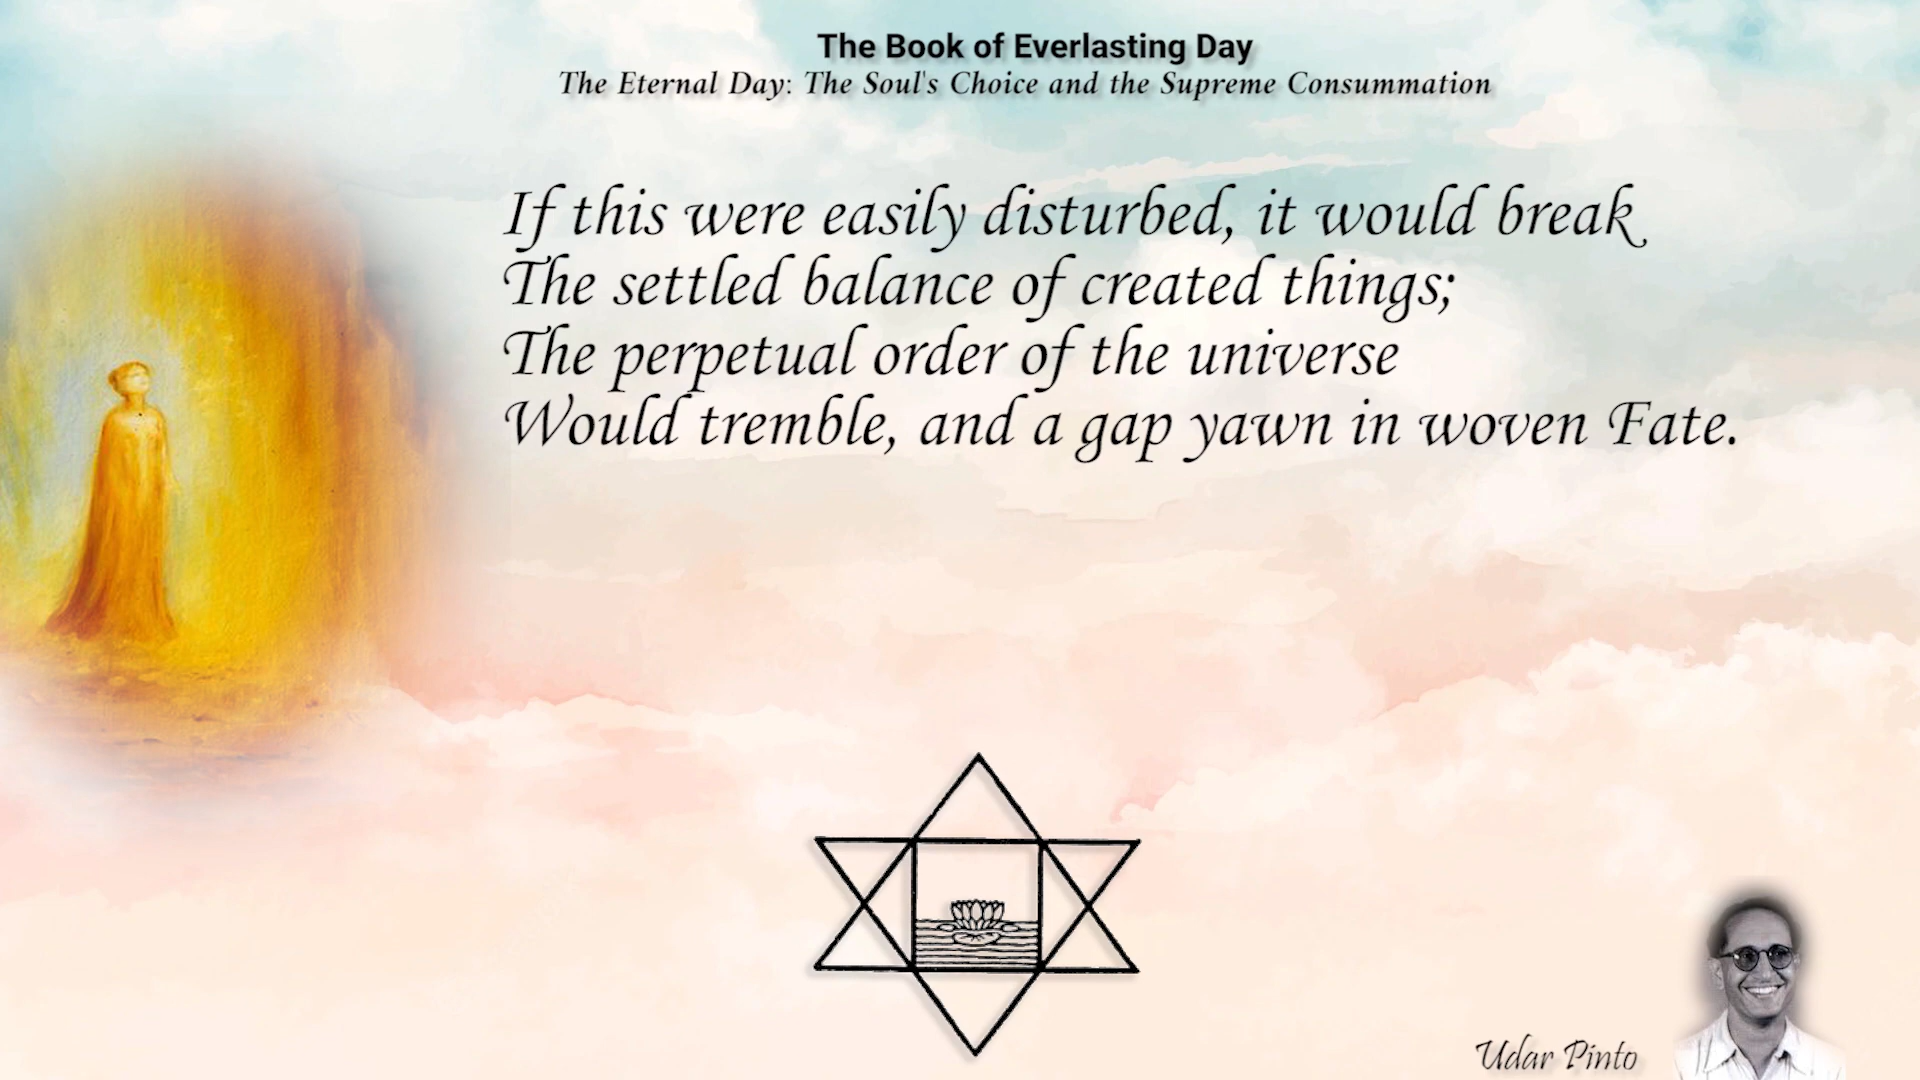 The Book of Everlasting Day
The Eternal Day: The Soul's Choice and the Supreme Consummation
If this were easily disturbed, it would break
The settled balance of created things;
The perpetual order of the universe
Would tremble, and a gap yawn in woven Fate.
Udar Pinto